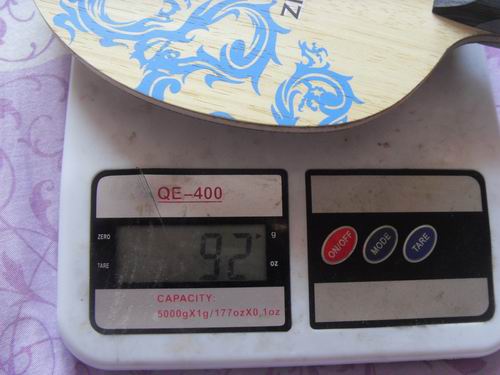 QE-400
ZERO
g
92
TARE
oz
CAPACITY:
5000gX1g/177ozX0,1oz
ON/OFF
MODE
TARE